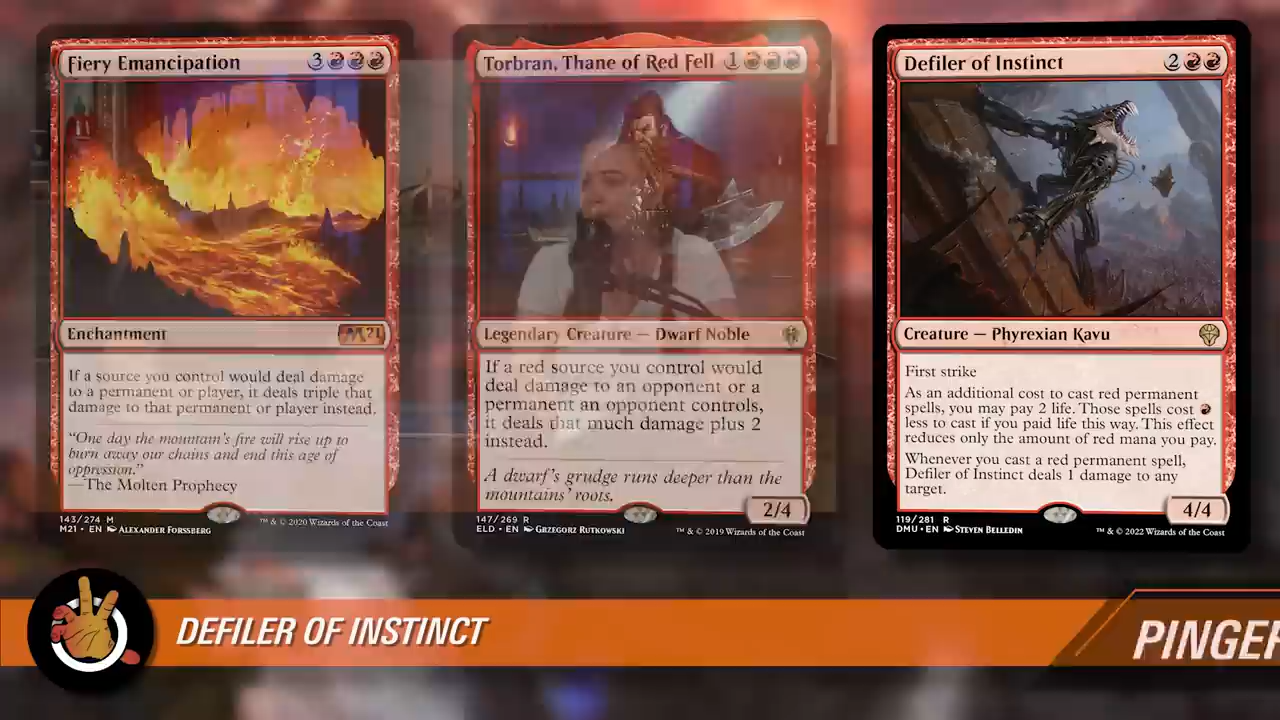 Fiery Emancipation 3
Enchantment
M21
If a source you control would deal damage
to a permanent or player, it deals triple that
damage to that permanent or player instead.
“One day the mountain's fire will rise up to
burn away our chains and end this age of
oppression.”
—The Molten Prophecy
143/274 M
M21 • EN ALEXANDER FORSSBERG
™ & © 2020 Wizards of the Coast
Torbran, Thane of Red Fell 1
Legendary Creature — Dwarf Noble
If a red source you control would
deal damage to an opponent or a
permanent an opponent controls,
it deals that much damage plus 2
instead.
A dwarf's grudge runs deeper than the
mountains' roots.
2/4
147/269 R
ELD • EN GRZEGORZ RUTKOWSKI
™ & © 2019 Wizards of the Coast
Defiler of Instinct 2
Creature — Phyrexian Kavu
First strike
As an additional cost to cast red permanent
spells, you may pay 2 life. Those spells cost
less to cast if you paid life this way. This effect
reduces only the amount of red mana you pay.
Whenever you cast a red permanent spell,
Defiler of Instinct deals 1 damage to any
target.
4/4
119/281 R
DMU • EN STEVEN BELLEDIN
™ & © 2022 Wizards of the Coast
DEFILER OF INSTINCT
PINGER